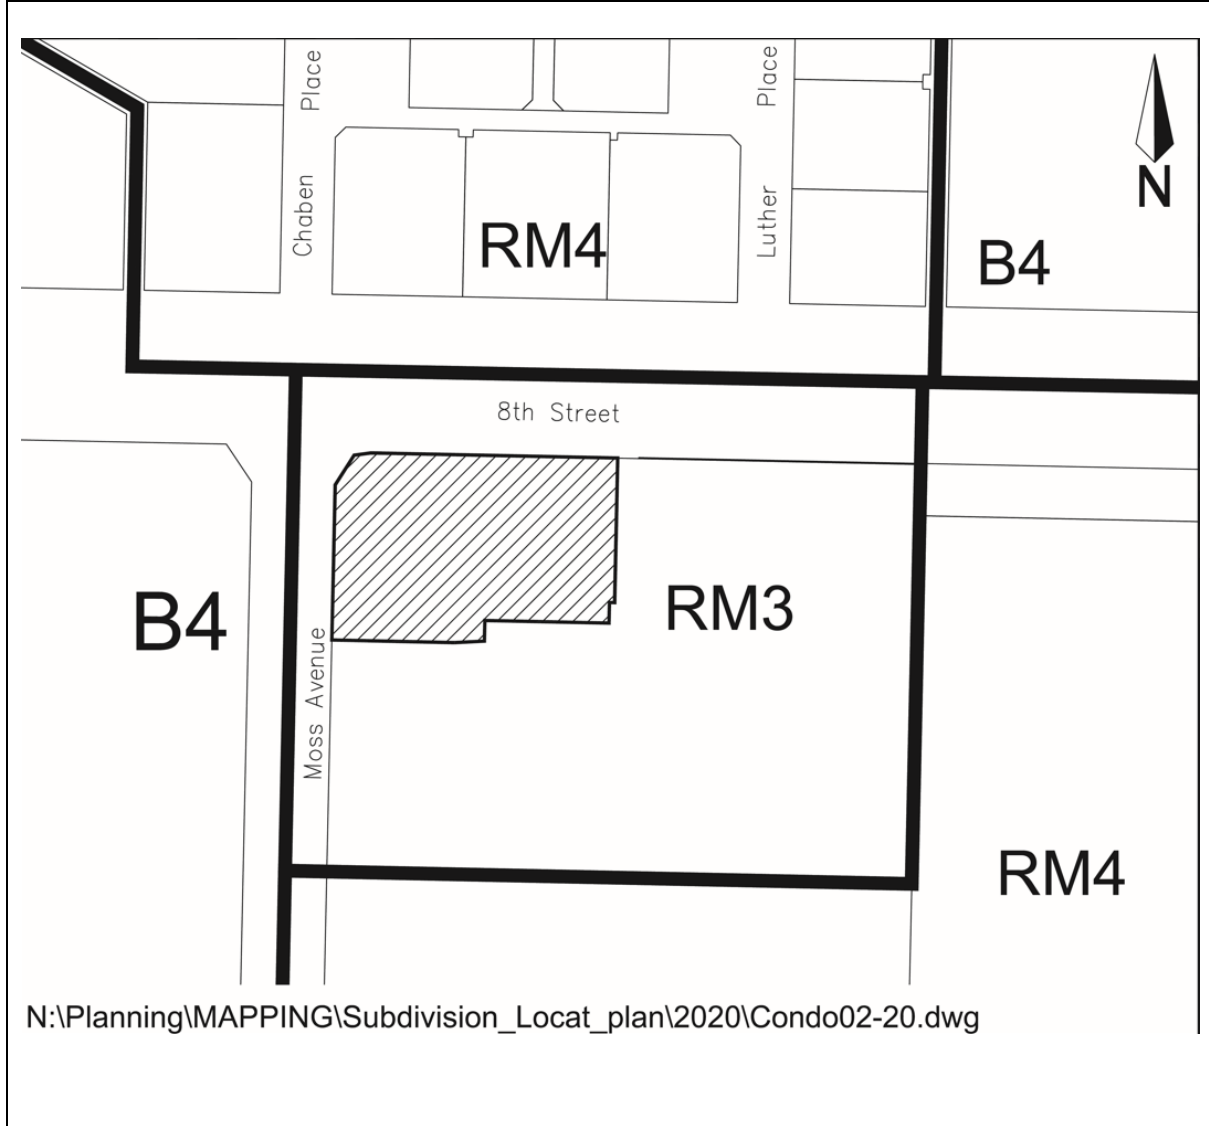 Place
Place
Chaben
Luther
N
RM4
B4
8th Street
B4
RM3
Moss Avenue
RM4
N:\Planning\MAPPING\Subdivision_Locat_plan\2020\Condo02-20.dwg